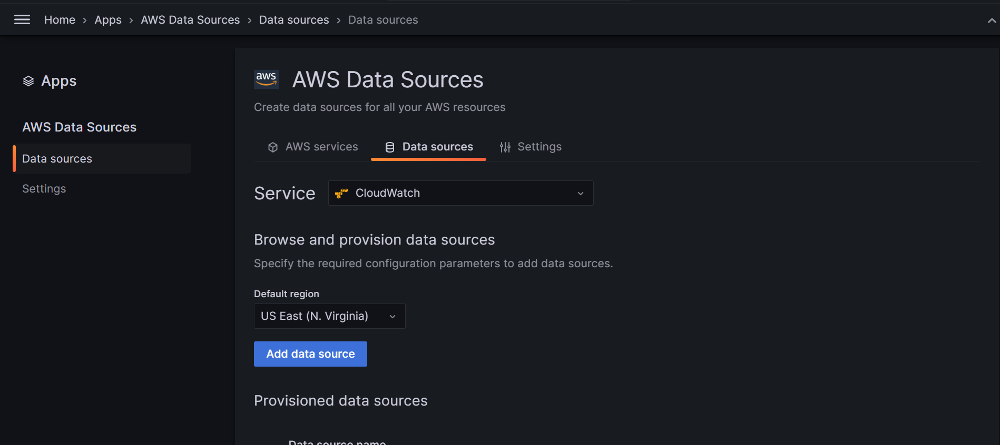 Home › Apps › AWS Data Sources › Data sources › Data sources
Apps
AWS Data Sources
Data sources
Settings
aws
AWS Data Sources
Create data sources for all your AWS resources
AWS services
Data sources
Settings
Service
CloudWatch
Browse and provision data sources
Specify the required configuration parameters to add data sources.
Default region
US East (N. Virginia)
Add data source
Provisioned data sources
Data source name